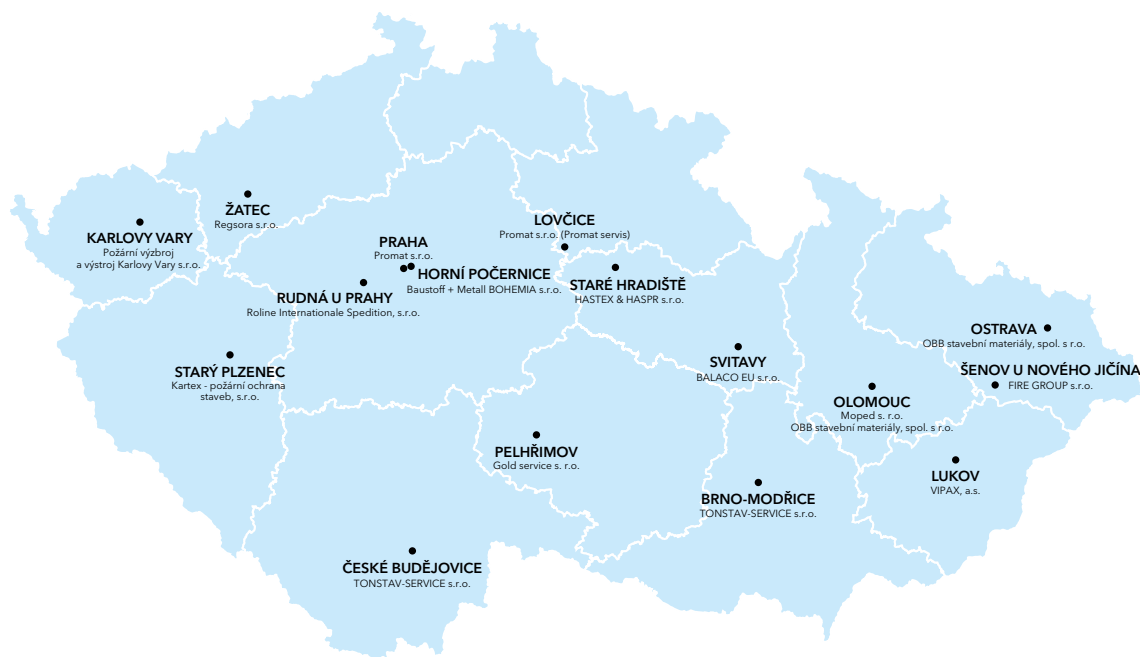 ŽATEC
Regsora s.r.o.
KARLOVY VARY
Požární výzbroj
a výstroj Karlovy Vary s.r.o.
LOVČICE
Promat s.r.o. (Promat servis)
PRAHA
Promat s.r.o.
HORNÍ POČERNICE
Baustoff + Metall BOHEMIA s.r.o.
STARÉ HRADIŠTĚ
HASTEX & HASPR s.r.o.
RUDNÁ U PRAHY
Roline Internationale Spedition, s.r.o.
OSTRAVA
OBB stavební materiály, spol. s r.o.
STARÝ PLZENEC
Kartex - požární ochrana
staveb, s.r.o.
SVITAVY
BALACO EU s.r.o.
ŠENOV U NOVÉHO JIČÍNA
FIRE GROUP s.r.o.
OLOMOUC
Moped s. r.o.
OBB stavební materiály, spol. s r.o.
PELHŘIMOV
Gold service s. r.o.
LUKOV
VIPAX, a.s.
BRNO-MODŘICE
TONSTAV-SERVICE s.r.o.
ČESKÉ BUDĚJOVICE
TONSTAV-SERVICE s.r.o.